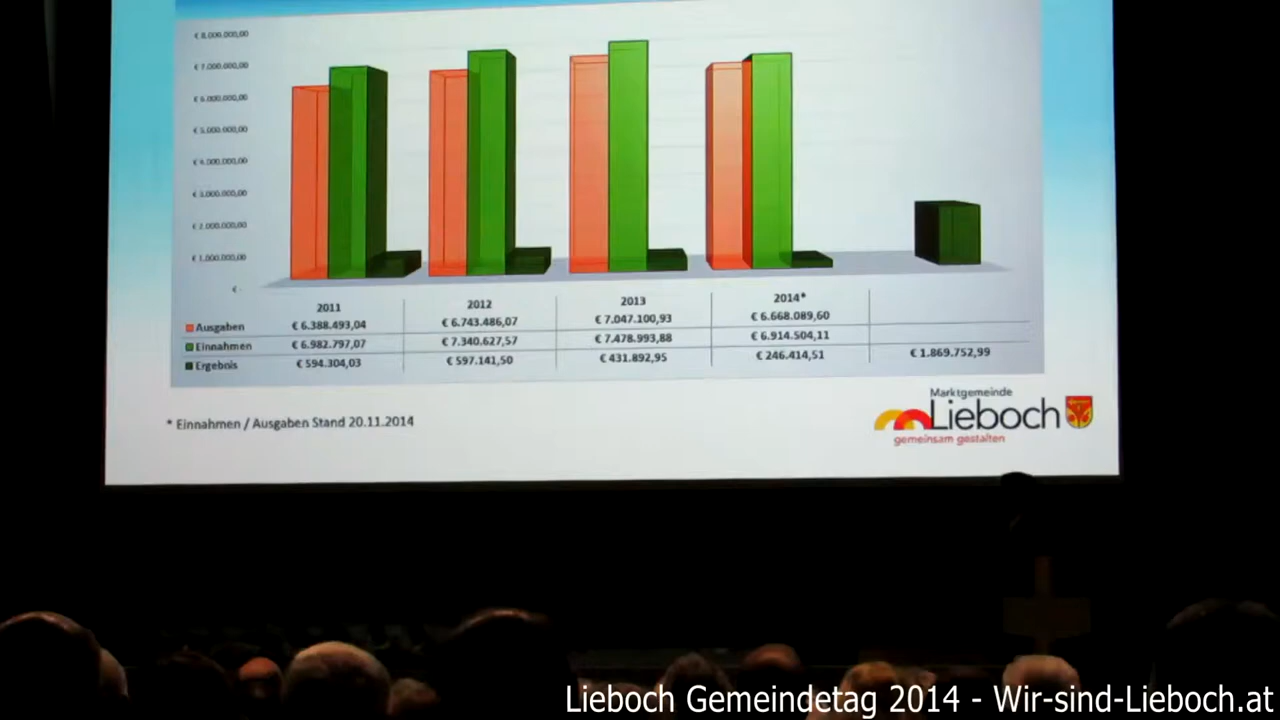 € 8.000.000,00
€ 7.000.000,00
€ 6.000.000,00
€ 5.000.000,00
€ 4.000.000,00
€ 3.000.000,00
€ 2.000.000,00
€ 1.000.000,00
€ -
2011 2012 2013 2014*
Ausgaben € 6.388.493,04 € 6.743.486,07 € 7.047.100,93 € 6.668.089,60
Einnahmen € 6.982.797,07 € 7.340.627,57 € 7.478.993,88 € 6.914.504,11
Ergebnis € 594.304,03 € 597.141,50 € 431.892,95 € 246.414,51 € 1.869.752,99
* Einnahmen / Ausgaben Stand 20.11.2014
Marktgemeinde
Lieboch
gemeinsam gestalten
Lieboch Gemeindetag 2014 - Wir-sind-Lieboch.at